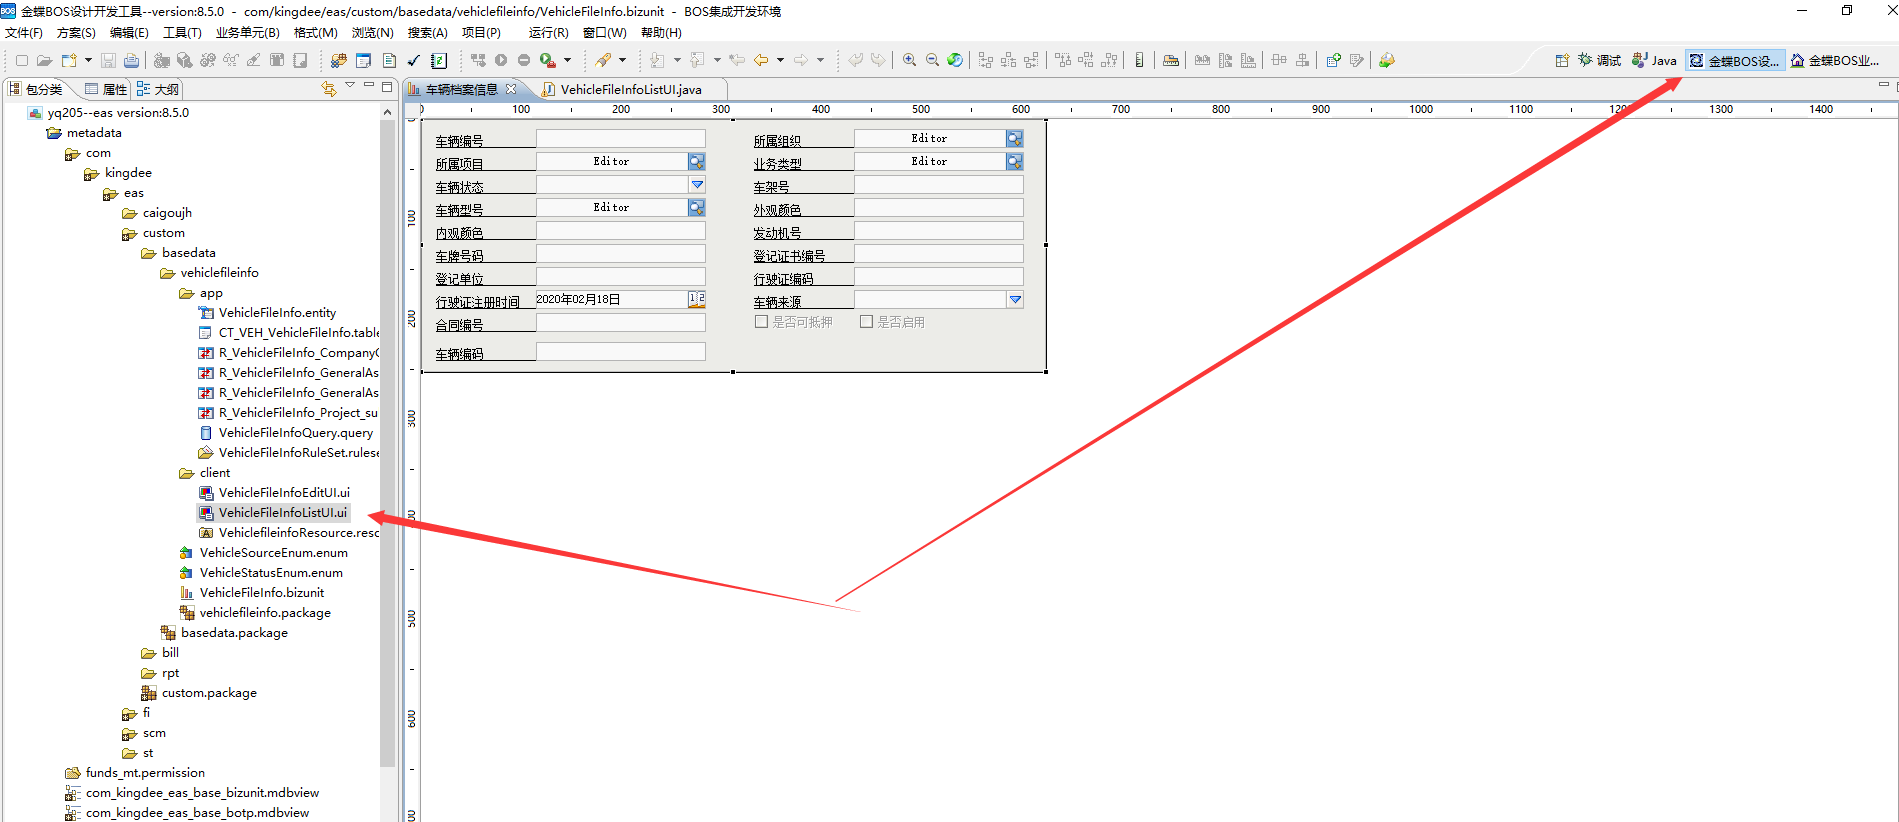 金蝶BOS设计开发工具--version:8.5.0 - com/kingdee/eas/custom/basedata/vehiclefileinfo/VehicleFileInfo.bizunit - BOS集成开发环境
文件(F) 方案(S) 编辑(E) 工具(T) 业务单元(B) 格式(M) 浏览(N) 搜索(A) 项目(P) 运行(R) 窗口(W) 帮助(H)
调试 Java 金蝶BOS设... 金蝶BOS业...
包分类 属性 大纲
车辆档案信息 VehicleFileInfoListUI.java
0 100 200 300 400 500 600 700 800 900 1000 1100 1200 1300 1400
yq205--eas version:8.5.0
metadata
com
kingdee
eas
caigoujh
custom
basedata
vehiclefileinfo
app
VehicleFileInfo.entity
CT_VEH_VehicleFileInfo.table
R_VehicleFileInfo_CompanyO
R_VehicleFileInfo_GeneralAs
R_VehicleFileInfo_GeneralAs
R_VehicleFileInfo_Project_su
VehicleFileInfoQuery.query
VehicleFileInfoRuleSet.rulese
client
VehicleFileInfoEditUI.ui
VehicleFileInfoListUI.ui
VehiclefileinfoResource.resc
VehicleSourceEnum.enum
VehicleStatusEnum.enum
VehicleFileInfo.bizunit
vehiclefileinfo.package
basedata.package
bill
rpt
custom.package
fi
scm
st
funds_mt.permission
com_kingdee_eas_base_bizunit.mdbview
com_kingdee_eas_base_botp.mdbview
车辆编号 所属组织 Editor
所属项目 Editor 业务类型 Editor
车辆状态 车架号
车辆型号 Editor 外观颜色
内观颜色 发动机号
车牌号码 登记证书编号
登记单位 行驶证编码
行驶证注册时间 2020年02月18日 车辆来源
合同编号 是否可抵押 是否启用
车辆编码
100
200
300
500
600